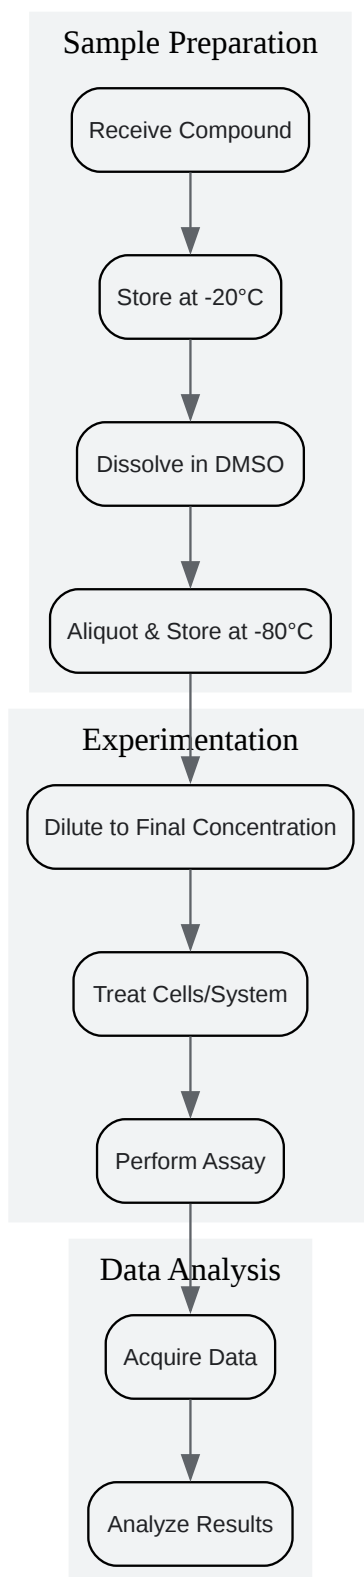 Sample Preparation
Receive Compound
Store at -20°C
Dissolve in DMSO
Aliquot & Store at -80°C
Experimentation
Dilute to Final Concentration
Treat Cells/System
Perform Assay
Data Analysis
Acquire Data
Analyze Results